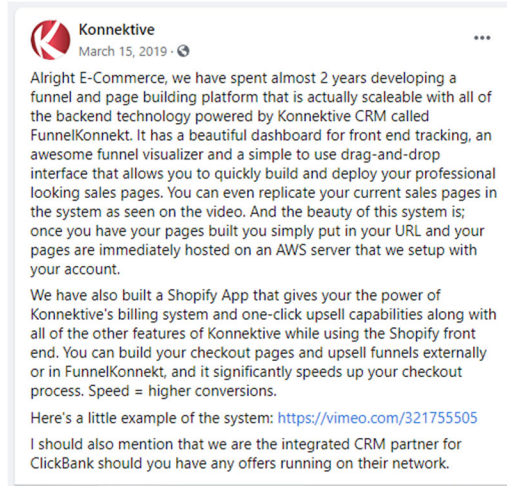 Konnektive
March 15, 2019 ·
Alright E-Commerce, we have spent almost 2 years developing a
funnel and page building platform that is actually scaleable with all of
the backend technology powered by Konnektive CRM called
FunnelKonnekt. It has a beautiful dashboard for front end tracking, an
awesome funnel visualizer and a simple to use drag-and-drop
interface that allows you to quickly build and deploy your professional
looking sales pages. You can even replicate your current sales pages in
the system as seen on the video. And the beauty of this system is;
once you have your pages built you simply put in your URL and your
pages are immediately hosted on an AWS server that we setup with
your account.
We have also built a Shopify App that gives your the power of
Konnektive's billing system and one-click upsell capabilities along with
all of the other features of Konnektive while using the Shopify front
end. You can build your checkout pages and upsell funnels externally
or in FunnelKonnekt, and it significantly speeds up your checkout
process. Speed = higher conversions.
Here's a little example of the system: https://vimeo.com/321755505
I should also mention that we are the integrated CRM partner for
ClickBank should you have any offers running on their network.